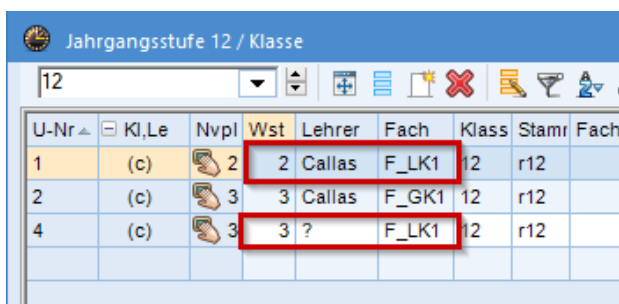 Jahrgangsstufe 12 / Klasse
12
U-Nr Kl,Le Nvpl Wst Lehrer Fach Klass Stamr Fach
1 (c) 2 2 Callas F_LK1 12 r12
2 (c) 3 3 Callas F_GK1 12 r12
4 (c) 3 3 ? F_LK1 12 r12